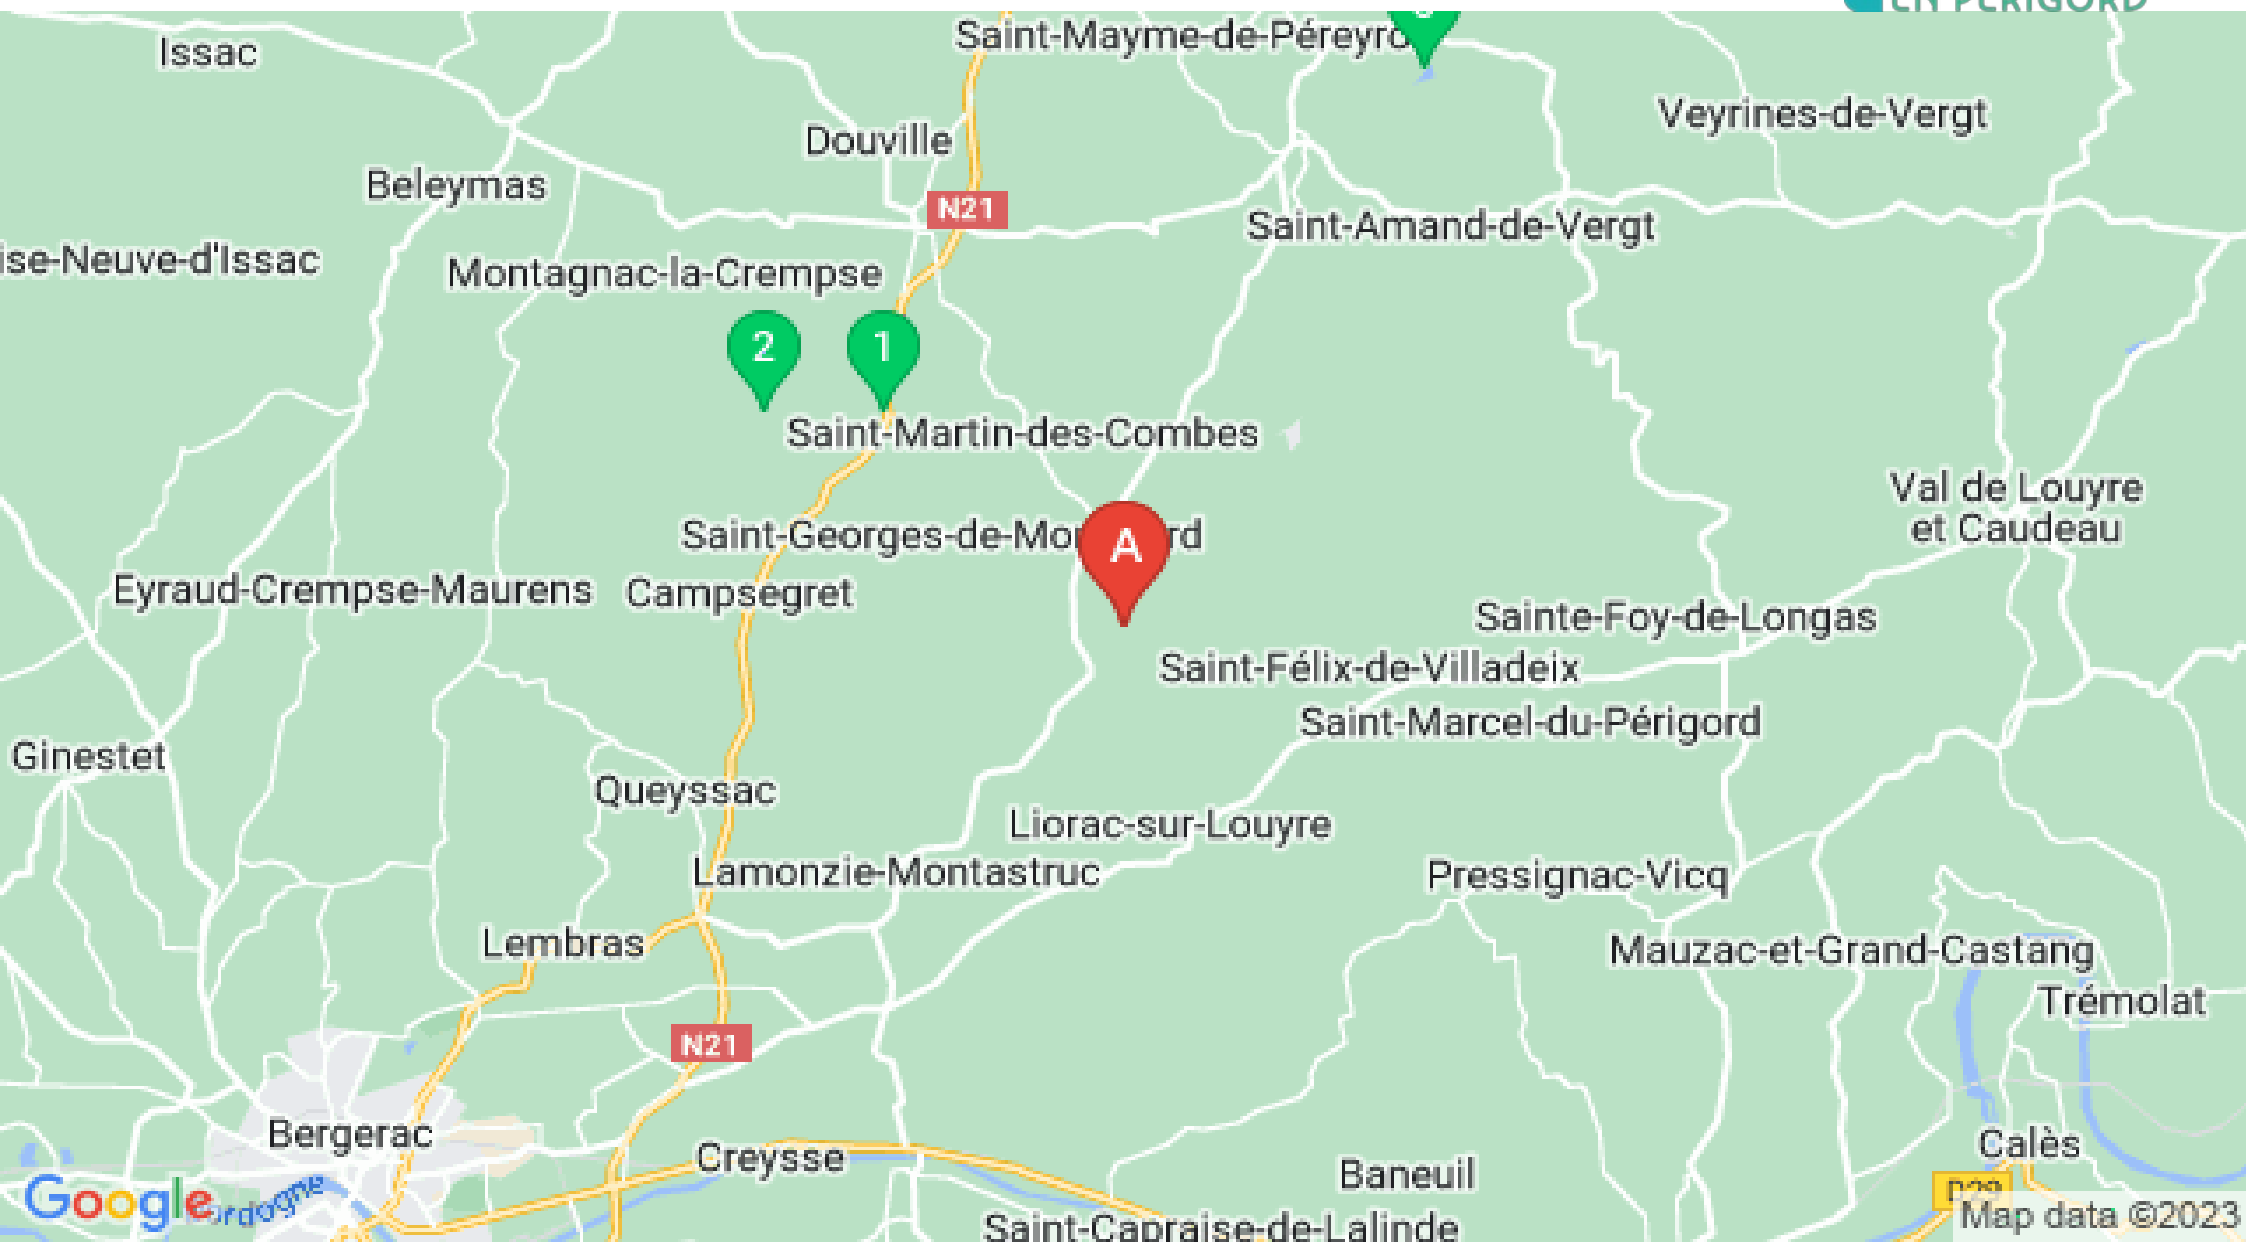 EN PÉRIGORD
Issac
Saint-Mayme-de-Péreyro
Veyrines-de-Vergt
Douville
Beleymas
N21
Saint-Amand-de-Vergt
ise-Neuve-d'Issac
Montagnac-la-Crempse
2
1
Saint-Martin-des-Combes
Val de Louyre
et Caudeau
Saint-Georges-de-Mo
rd
A
Eyraud-Crempse-Maurens
Campsegret
Sainte-Foy-de-Longas
Saint-Félix-de-Villadeix
Saint-Marcel-du-Périgord
Ginestet
Queyssac
Liorac-sur-Louyre
Lamonzie-Montastruc
Pressignac-Vicq
Lembras
Mauzac-et-Grand-Castang
Trémolat
N21
Bergerac
Creysse
Calès
Baneuil
D29
Google
rdogne
Map data ©2023
Saint-Capraise-de-Lalinde